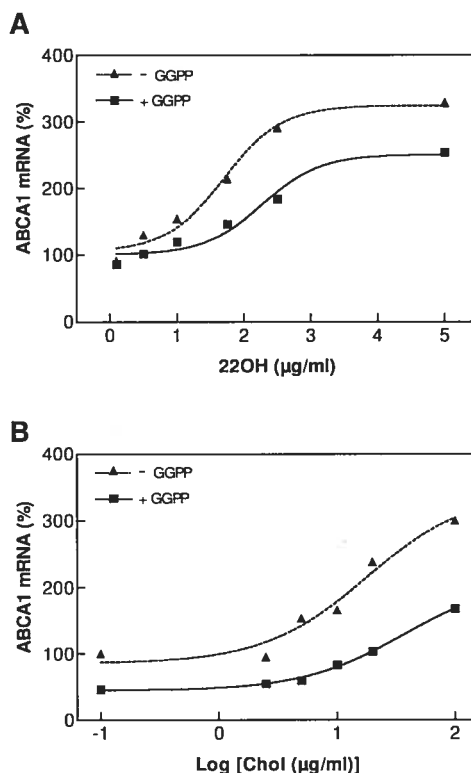 A
- GGPP
+ GGPP
ABCA1 mRNA (%)
400
300
200
100
0
0 1 2 3 4 5
22OH (µg/ml)
B
- GGPP
+ GGPP
ABCA1 mRNA (%)
400
300
200
100
0
-1 0 1 2
Log [Chol (µg/ml)]